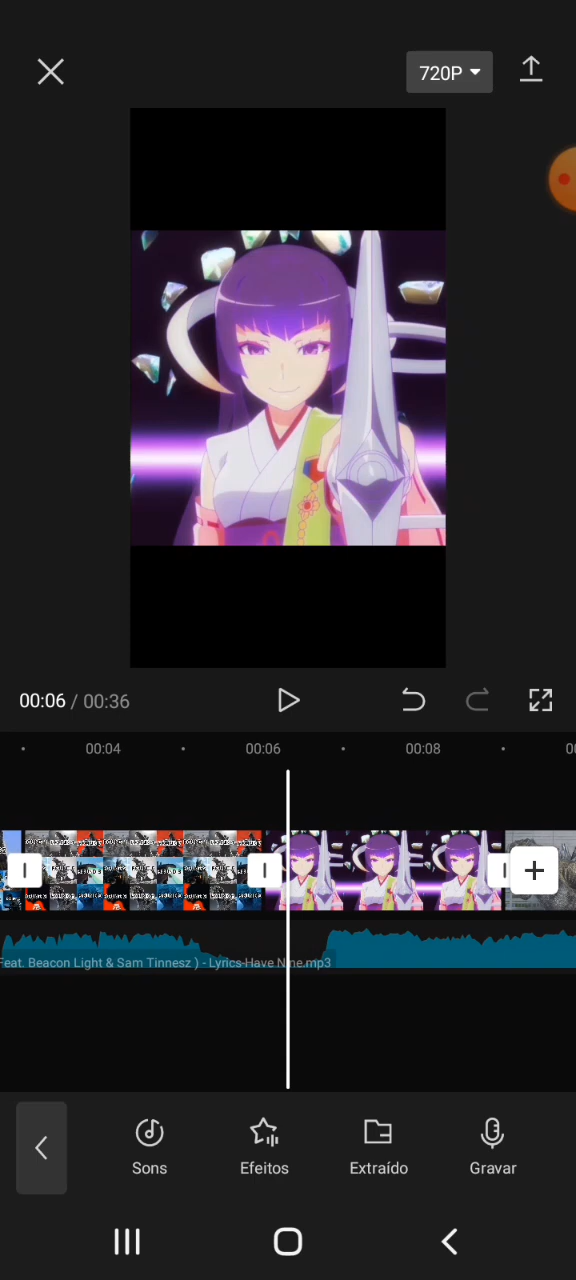 720P
00:06 / 00:36
00:04
00:06
00:08
Feat. Beacon Light & Sam Tinnesz ) - Lyrics-Have Nine.mp3
Sons
Efeitos
Extraído
Gravar